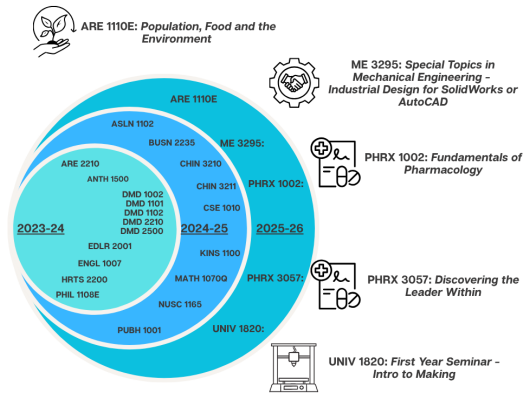 ARE 1110E: Population, Food and the
Environment
ME 3295: Special Topics in
Mechanical Engineering -
Industrial Design for SolidWorks or
AutoCAD
PHRX 1002: Fundamentals of
Pharmacology
PHRX 3057: Discovering the
Leader Within
UNIV 1820: First Year Seminar -
Intro to Making
2023-24
ARE 2210
ANTH 1500
DMD 1002
DMD 1101
DMD 1102
DMD 2210
DMD 2500
EDLR 2001
ENGL 1007
HRTS 2200
PHIL 1108E
2024-25
ASLN 1102
BUSN 2235
CHIN 3210
CHIN 3211
CSE 1010
KINS 1100
MATH 1070Q
NUSC 1165
PUBH 1001
2025-26
ARE 1110E
ME 3295:
PHRX 1002:
PHRX 3057:
UNIV 1820: